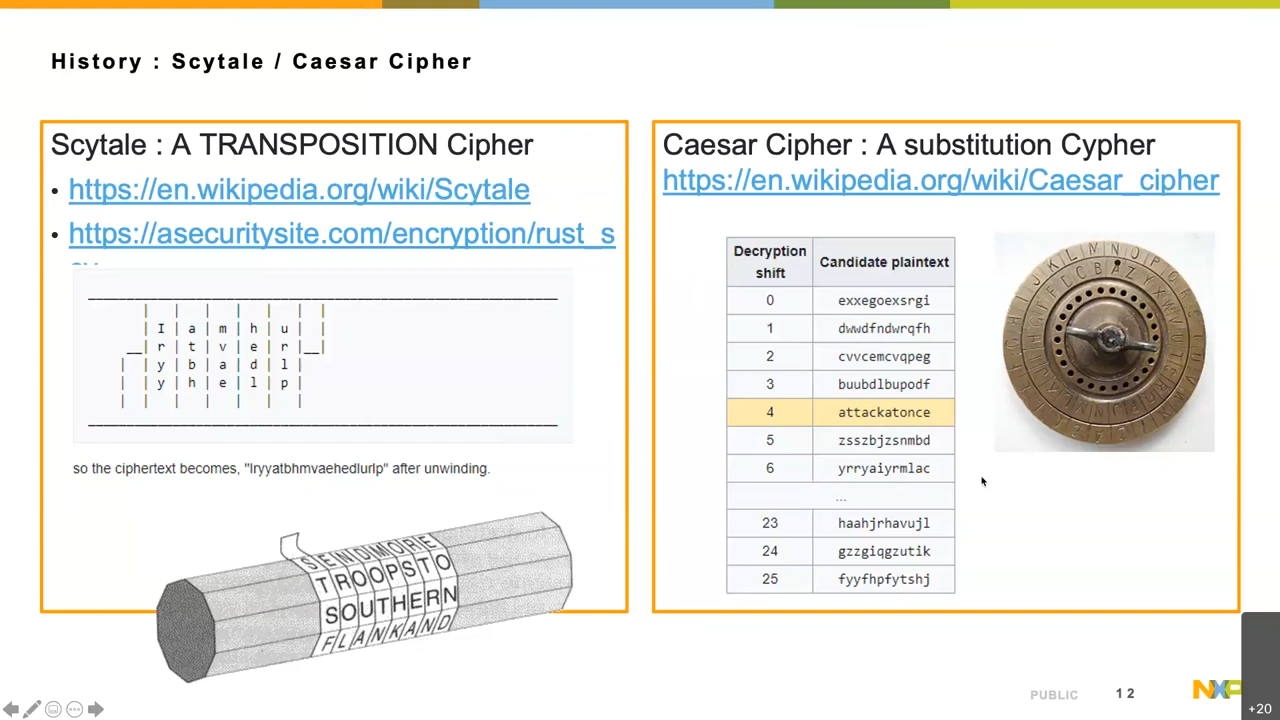 History : Scytale / Caesar Cipher
Scytale : A TRANSPOSITION Cipher
• https://en.wikipedia.org/wiki/Scytale
• https://asecuritysite.com/encryption/rust_s
| I | a | m | h | u |
__| r | t | v | e | r |__|
| | y | b | a | d | l |
| | y | h | e | l | p |
so the ciphertext becomes, "Iryyatbhmvaehedlurlp" after unwinding.
SENDMORE
TROOPSTO
SOUTHERN
FLANKAND
Caesar Cipher : A substitution Cypher
https://en.wikipedia.org/wiki/Caesar_cipher
Decryption shift Candidate plaintext
0 exxegoexsrgi
1 dwwdfndwrqfh
2 cvvcemcvqpeg
3 buubdlbupodf
4 attackatonce
5 zsszbjzsnmbd
6 yrryaiyrmlac
...
23 haahjrhavujl
24 gzzgiqgzutik
25 fyyfhpfytshj
PUBLIC 12
NXP
+20